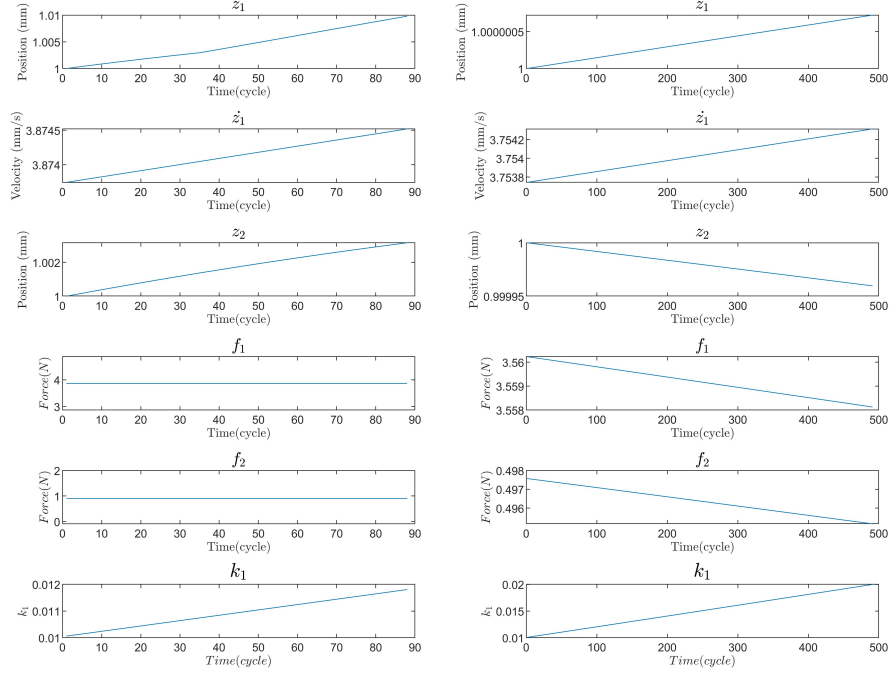 z₁
1.01
1.005
1
Position (mm)
0 10 20 30 40 50 60 70 80 90
Time(cycle)
ż₁
3.8745
3.874
Velocity (mm/s)
0 10 20 30 40 50 60 70 80 90
Time(cycle)
z₂
1.002
1
Position (mm)
0 10 20 30 40 50 60 70 80 90
Time(cycle)
f₁
4
3
Force(N)
0 10 20 30 40 50 60 70 80 90
Time(cycle)
f₂
2
1
0
Force(N)
0 10 20 30 40 50 60 70 80 90
Time(cycle)
k₁
0.012
0.011
0.01
k₁
0 10 20 30 40 50 60 70 80 90
Time(cycle)
z₁
1.0000005
1
Position (mm)
0 100 200 300 400 500
Time(cycle)
ż₁
3.7542
3.754
3.7538
Velocity (mm/s)
0 100 200 300 400 500
Time(cycle)
z₂
1
0.99995
Position (mm)
0 100 200 300 400 500
Time(cycle)
f₁
3.56
3.559
3.558
Force(N)
0 100 200 300 400 500
Time(cycle)
f₂
0.498
0.497
0.496
Force(N)
0 100 200 300 400 500
Time(cycle)
k₁
0.02
0.015
0.01
k₁
0 100 200 300 400 500
Time(cycle)